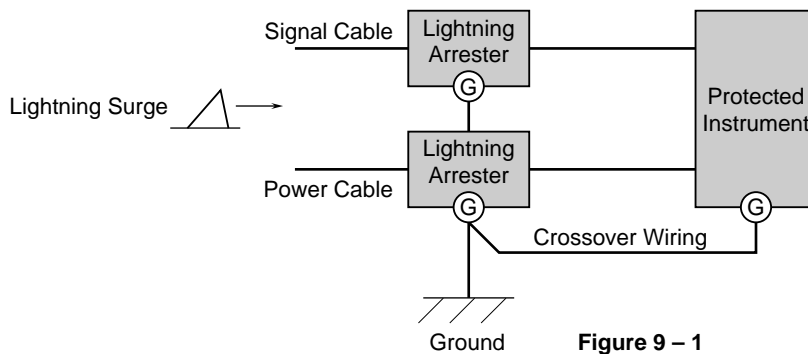 Signal Cable
Lightning
Arrester
G
Lightning Surge
Protected
Instrument
Lightning
Arrester
Power Cable
G
G
Crossover Wiring
Ground
Figure 9 – 1